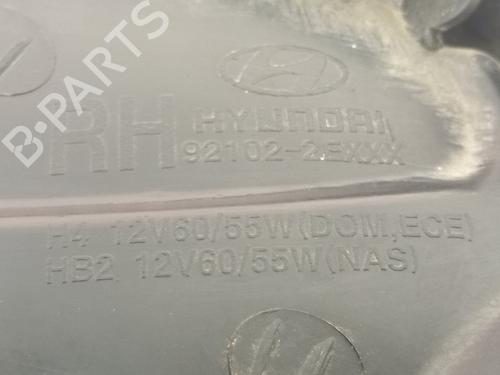 B-PARTS
RH HYUNDAI
92102-2EXXX
H4 12V60/55W(DOM,ECE)
HB2 12V60/55W(NAS)